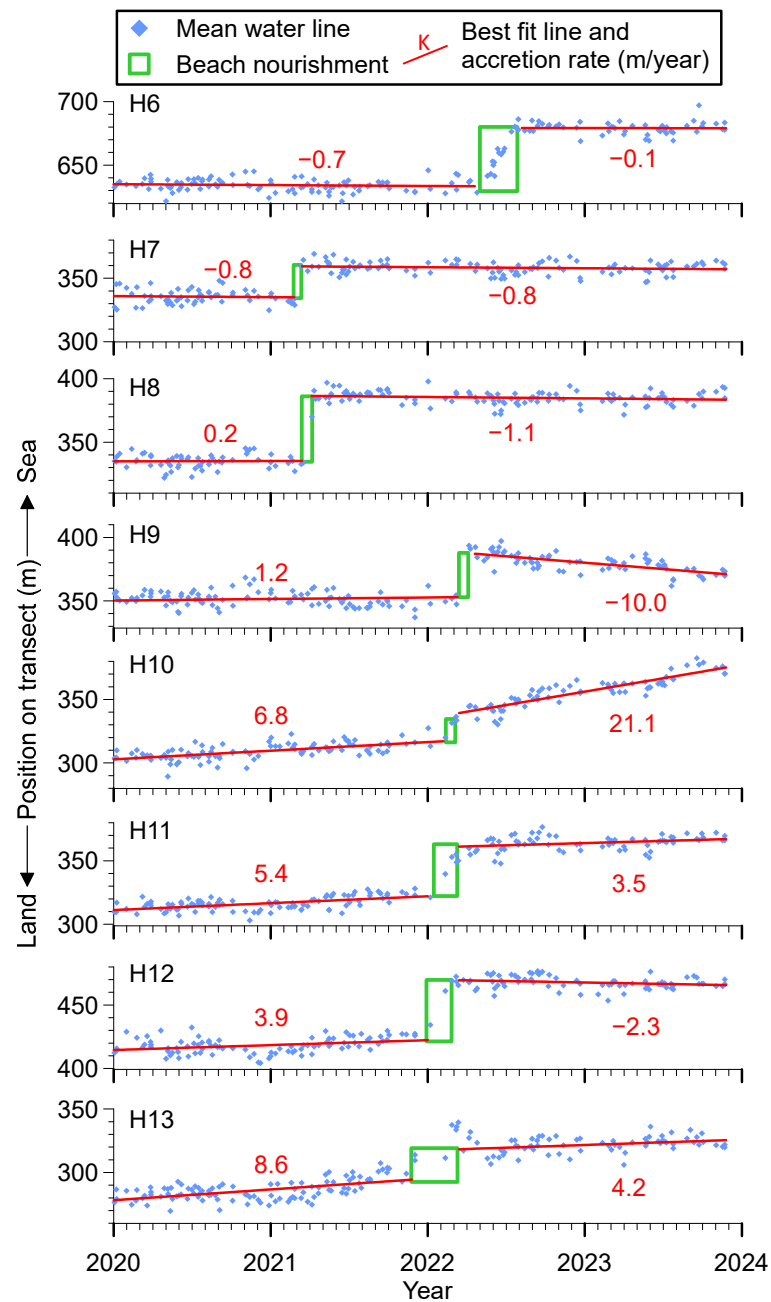 Mean water line
Beach nourishment
K
Best fit line and
accretion rate (m/year)
H6
700
650
−0.7
−0.1
H7
350
300
−0.8
−0.8
H8
400
350
0.2
−1.1
H9
400
350
1.2
−10.0
H10
350
300
6.8
21.1
H11
350
300
5.4
3.5
H12
450
400
3.9
−2.3
H13
350
300
8.6
4.2
Land Position on transect (m) Sea
2020 2021 2022 2023 2024
Year